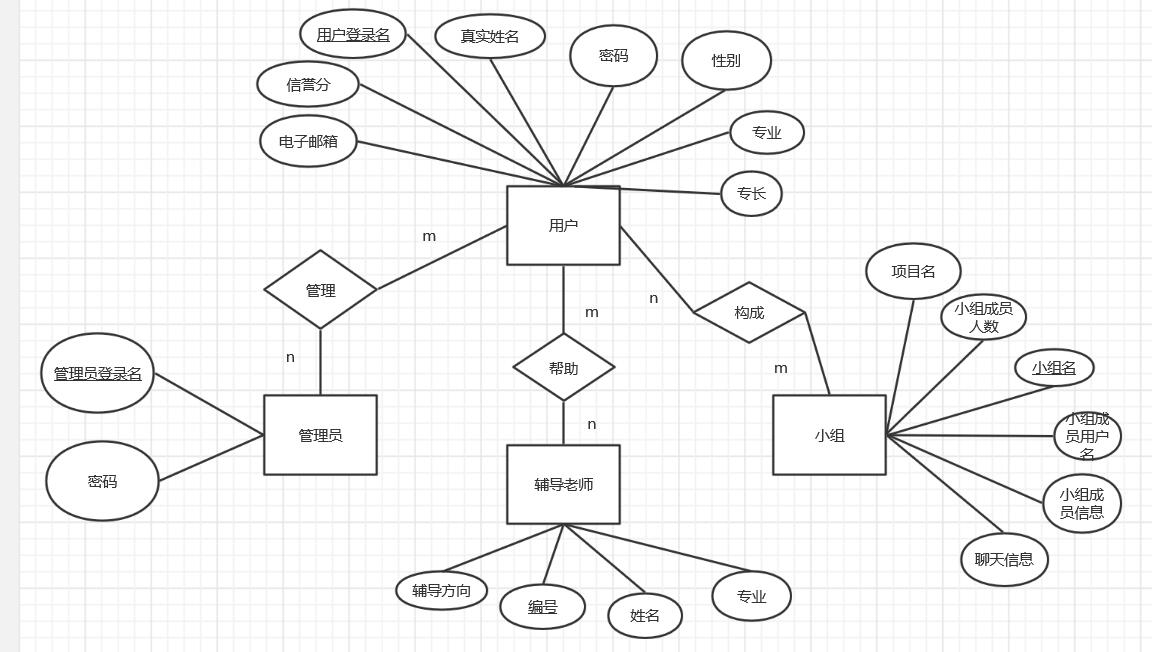 用户登录名
真实姓名
密码
性别
信誉分
电子邮箱
专业
专长
用户
m
n
m
管理
构成
帮助
n
m
n
项目名
小组成员
人数
小组名
小组成
员用户
名
小组成
员信息
聊天信息
小组
管理员登录名
密码
管理员
辅导老师
辅导方向
编号
姓名
专业